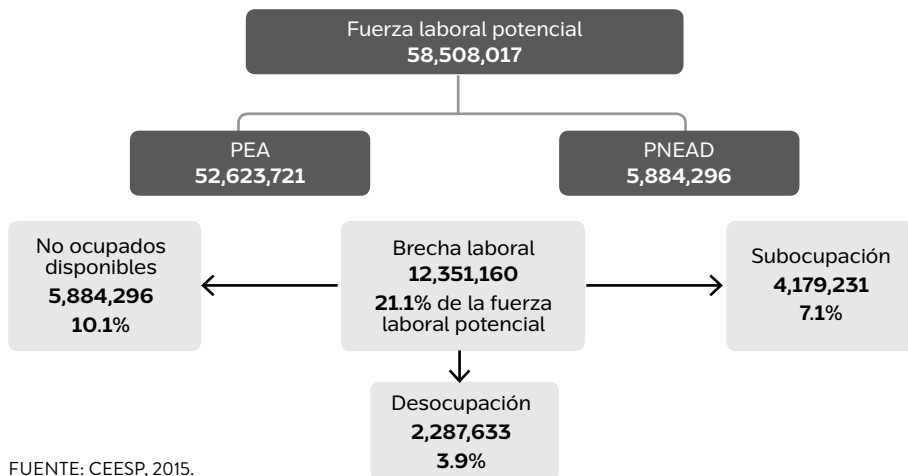 Fuerza laboral potencial
58,508,017
PEA
52,623,721
PNEAD
5,884,296
No ocupados
disponibles
5,884,296
10.1%
Brecha laboral
12,351,160
21.1% de la fuerza
laboral potencial
Subocupación
4,179,231
7.1%
Desocupación
2,287,633
3.9%
FUENTE: CEESP, 2015.